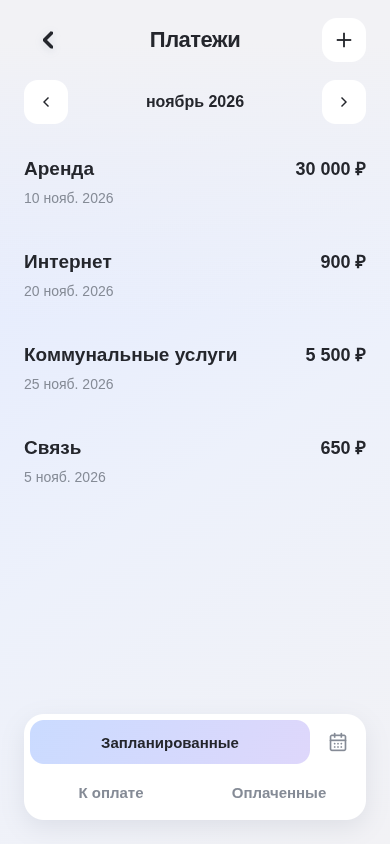 Платежи
ноябрь 2026
Аренда 30 000 ₽
10 нояб. 2026
Интернет 900 ₽
20 нояб. 2026
Коммунальные услуги 5 500 ₽
25 нояб. 2026
Связь 650 ₽
5 нояб. 2026
Запланированные
К оплате Оплаченные